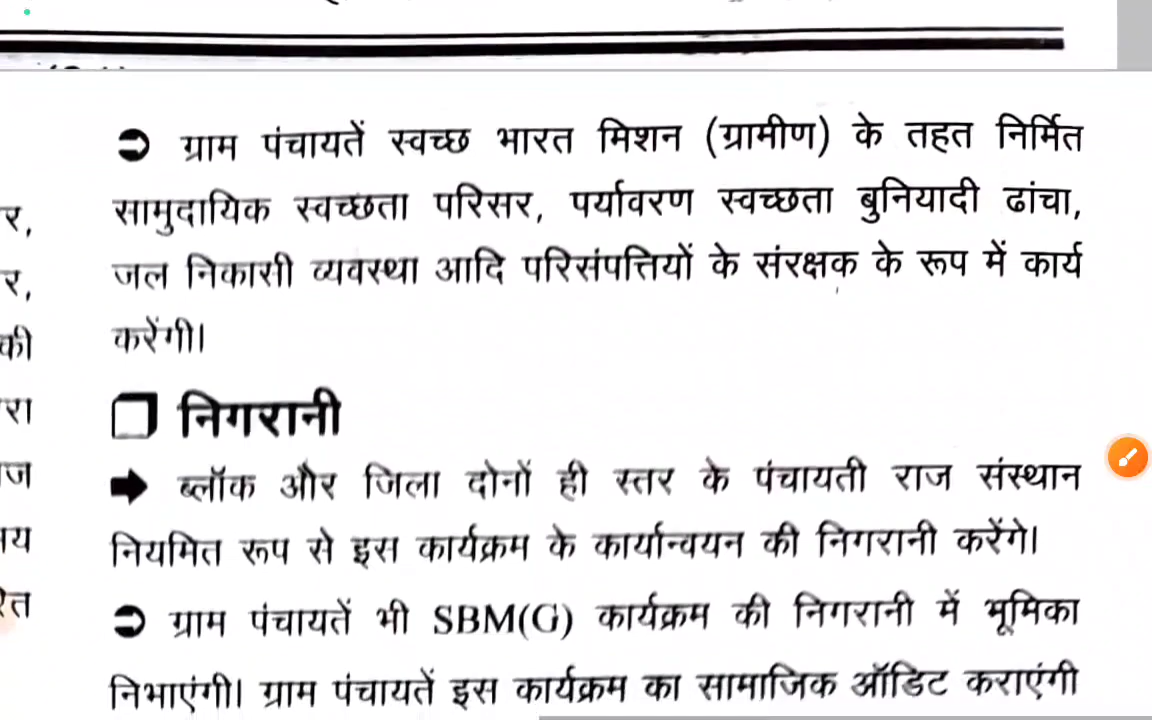 ➲ ग्राम पंचायतें स्वच्छ भारत मिशन (ग्रामीण) के तहत निर्मित
सामुदायिक स्वच्छता परिसर, पर्यावरण स्वच्छता बुनियादी ढांचा,
जल निकासी व्यवस्था आदि परिसंपत्तियों के संरक्षक के रूप में कार्य
करेंगी।
❒ निगरानी
➡ ब्लॉक और जिला दोनों ही स्तर के पंचायती राज संस्थान
नियमित रूप से इस कार्यक्रम के कार्यान्वयन की निगरानी करेंगे।
➲ ग्राम पंचायतें भी SBM(G) कार्यक्रम की निगरानी में भूमिका
निभाएंगी। ग्राम पंचायतें इस कार्यक्रम का सामाजिक ऑडिट कराएंगी